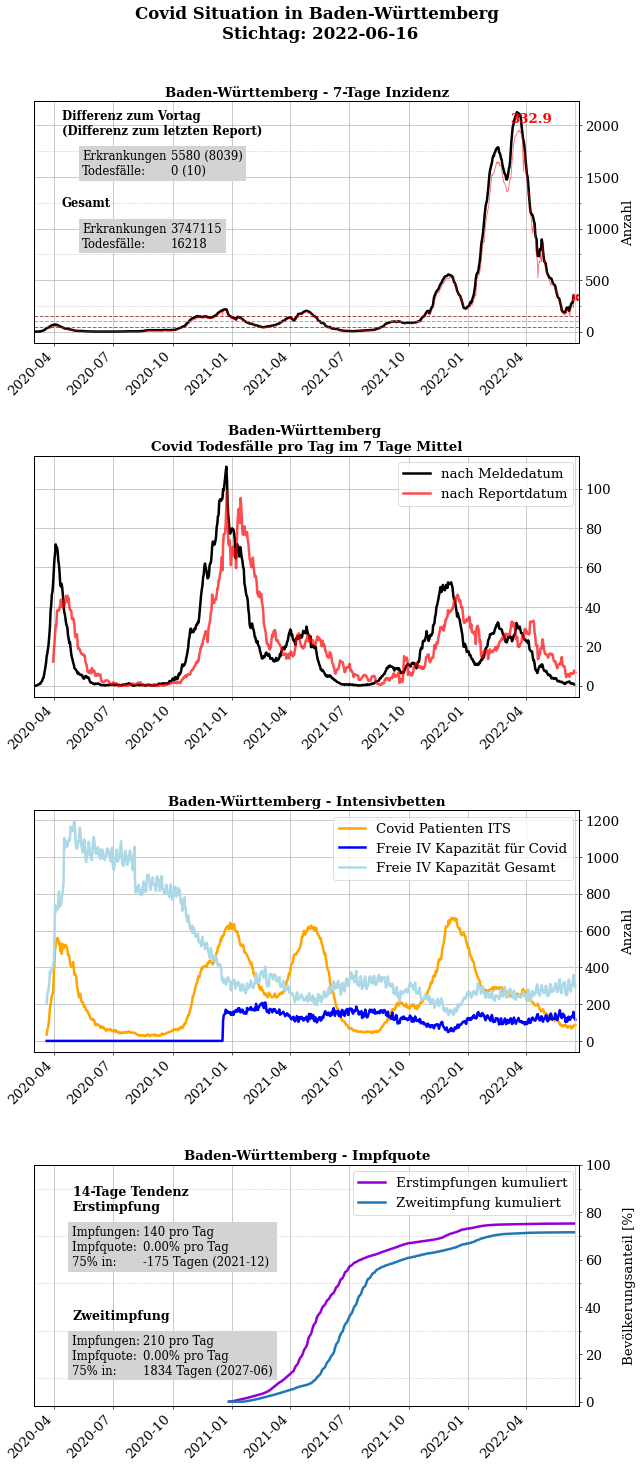 Covid Situation in Baden-Württemberg
Stichtag: 2022-06-16
Baden-Württemberg - 7-Tage Inzidenz
Differenz zum Vortag
(Differenz zum letzten Report)
Erkrankungen 5580 (8039)
Todesfälle: 0 (10)
Gesamt
Erkrankungen 3747115
Todesfälle: 16218
332.9
2000
1500
1000
500
0
Anzahl
2020-04
2020-07
2020-10
2021-01
2021-04
2021-07
2021-10
2022-01
2022-04
Baden-Württemberg
Covid Todesfälle pro Tag im 7 Tage Mittel
nach Meldedatum
nach Reportdatum
100
80
60
40
20
0
2020-04
2020-07
2020-10
2021-01
2021-04
2021-07
2021-10
2022-01
2022-04
Baden-Württemberg - Intensivbetten
Covid Patienten ITS
Freie IV Kapazität für Covid
Freie IV Kapazität Gesamt
1200
1000
800
600
400
200
0
Anzahl
2020-04
2020-07
2020-10
2021-01
2021-04
2021-07
2021-10
2022-01
2022-04
Baden-Württemberg - Impfquote
14-Tage Tendenz
Erstimpfung
Impfungen: 140 pro Tag
Impfquote: 0.00% pro Tag
75% in: -175 Tagen (2021-12)
Zweitimpfung
Impfungen: 210 pro Tag
Impfquote: 0.00% pro Tag
75% in: 1834 Tagen (2027-06)
Erstimpfungen kumuliert
Zweitimpfung kumuliert
100
80
60
40
20
0
Bevölkerungsanteil [%]
2020-04
2020-07
2020-10
2021-01
2021-04
2021-07
2021-10
2022-01
2022-04